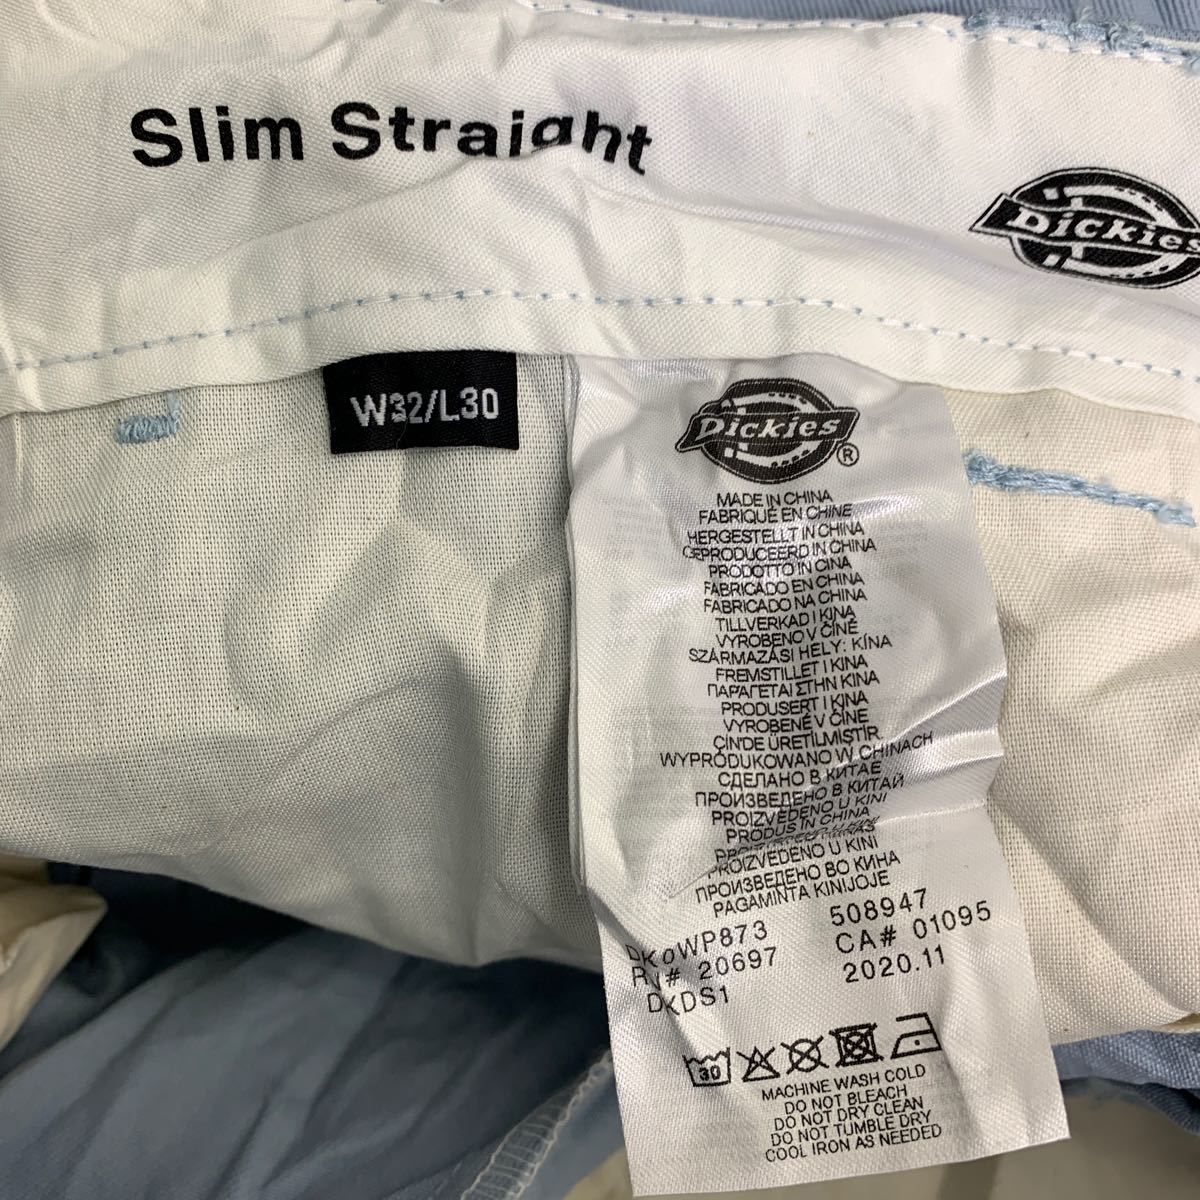 Slim Straight
Dickies
W32/L30
Dickies®
MADE IN CHINA
FABRIQUÉ EN CHINE
HERGESTELLT IN CHINA
GEPRODUCEERD IN CHINA
PRODOTTO IN CINA
FABRICADO EN CHINA
FABRICADO NA CHINA
TILLVERKAD I KINA
VYROBENO V ČÍNĚ
SZÁRMAZÁSI HELY: KÍNA
FREMSTILLET I KINA
ΠΑΡΑΓΕΤΑΙ ΣΤΗΝ ΚΙΝΑ
PRODUSERT I KINA
VYROBENÉ V ČÍNE
ÇIN'DE ÜRETİLMİŞTİR.
WYPRODUKOWANO W CHINACH
СДЕЛАНО В КИТАЕ
ПРОИЗВЕДЕНО В КИТАЙ
PROIZVEDENO U KINI
PRODUS IN CHINA
PROIZVEDENO U KINI
ПРОИЗВЕДЕНО ВО КИНА
PAGAMINTA KINIJOJE
DK0WP873 508947
RN# 20697 CA# 01095
DKDS1 2020.11
30
MACHINE WASH COLD
DO NOT BLEACH
DO NOT DRY CLEAN
DO NOT TUMBLE DRY
COOL IRON AS NEEDED